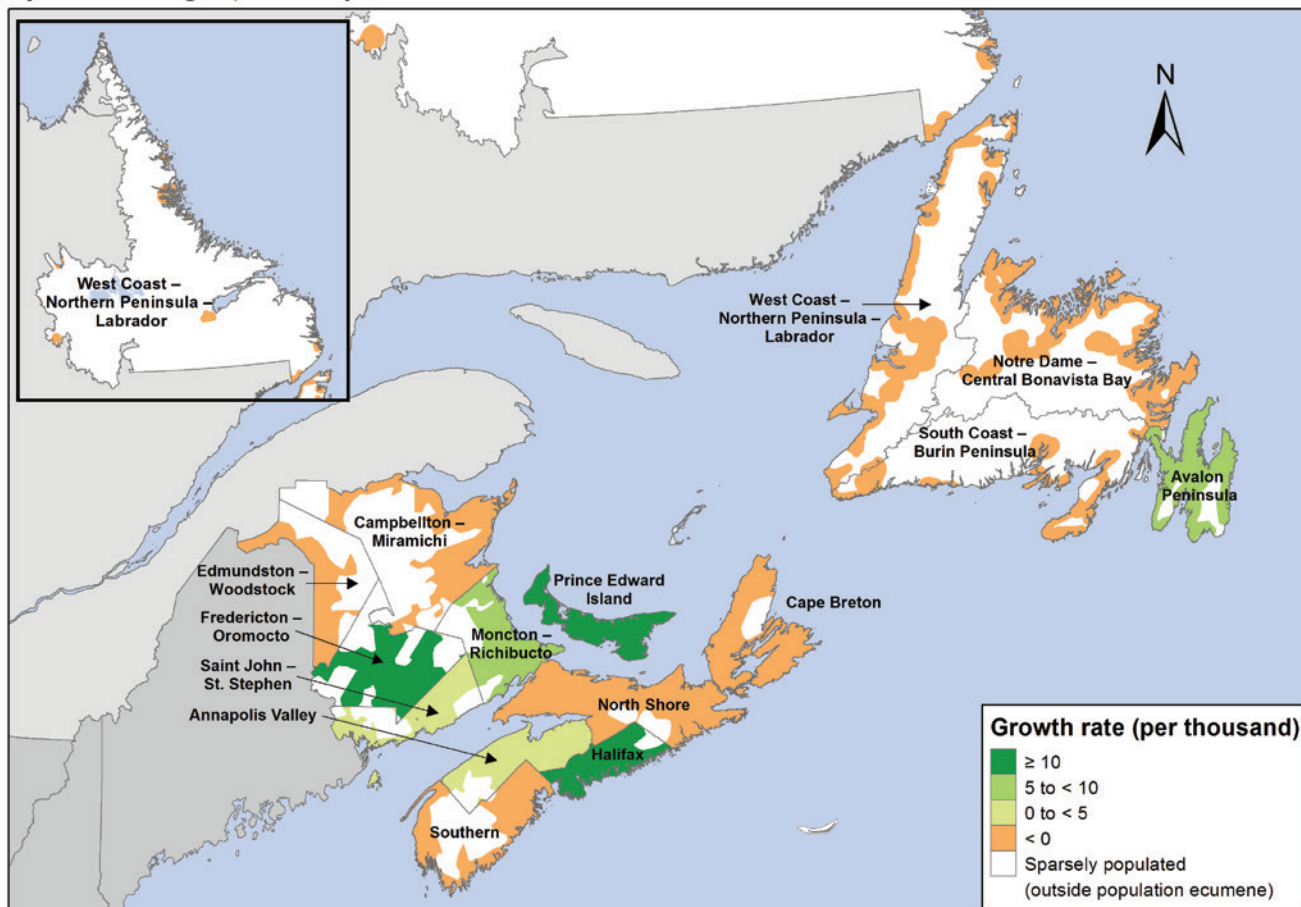 N
West Coast –
Northern Peninsula –
Labrador
West Coast –
Northern Peninsula –
Labrador
Notre Dame –
Central Bonavista Bay
South Coast –
Burin Peninsula
Avalon
Peninsula
Campbellton –
Miramichi
Edmundston –
Woodstock
Prince Edward
Island
Cape Breton
Fredericton –
Oromocto
Moncton –
Richibucto
Saint John –
St. Stephen
North Shore
Annapolis Valley
Halifax
Southern
Growth rate (per thousand)
≥ 10
5 to < 10
0 to < 5
< 0
Sparsely populated
(outside population ecumene)